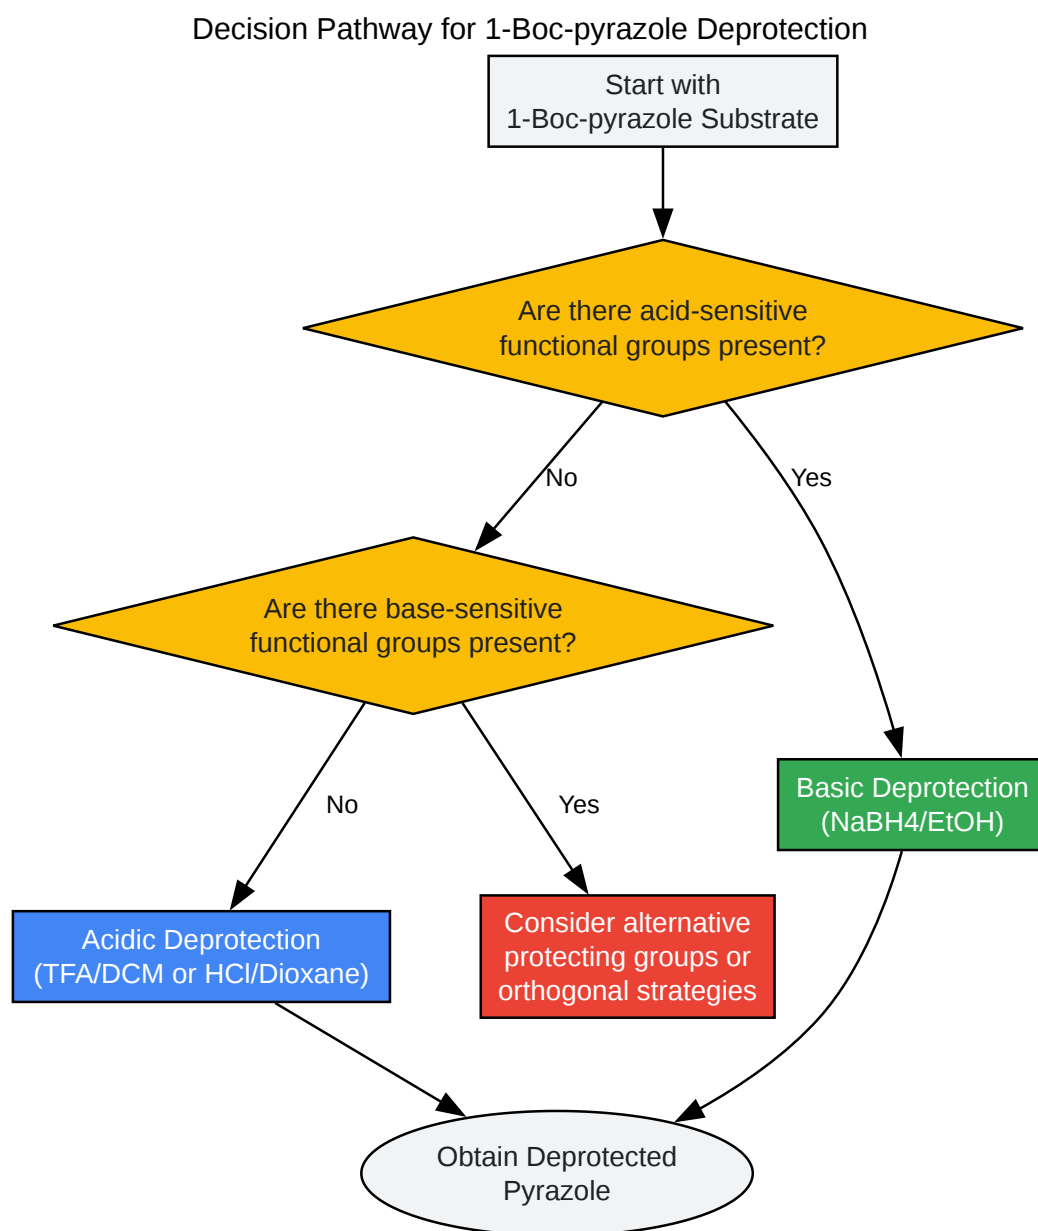 Decision Pathway for 1-Boc-pyrazole Deprotection
Start with
1-Boc-pyrazole Substrate
Are there acid-sensitive
functional groups present?
No
Yes
Are there base-sensitive
functional groups present?
No
Yes
Basic Deprotection
(NaBH4/EtOH)
Acidic Deprotection
(TFA/DCM or HCl/Dioxane)
Consider alternative
protecting groups or
orthogonal strategies
Obtain Deprotected
Pyrazole